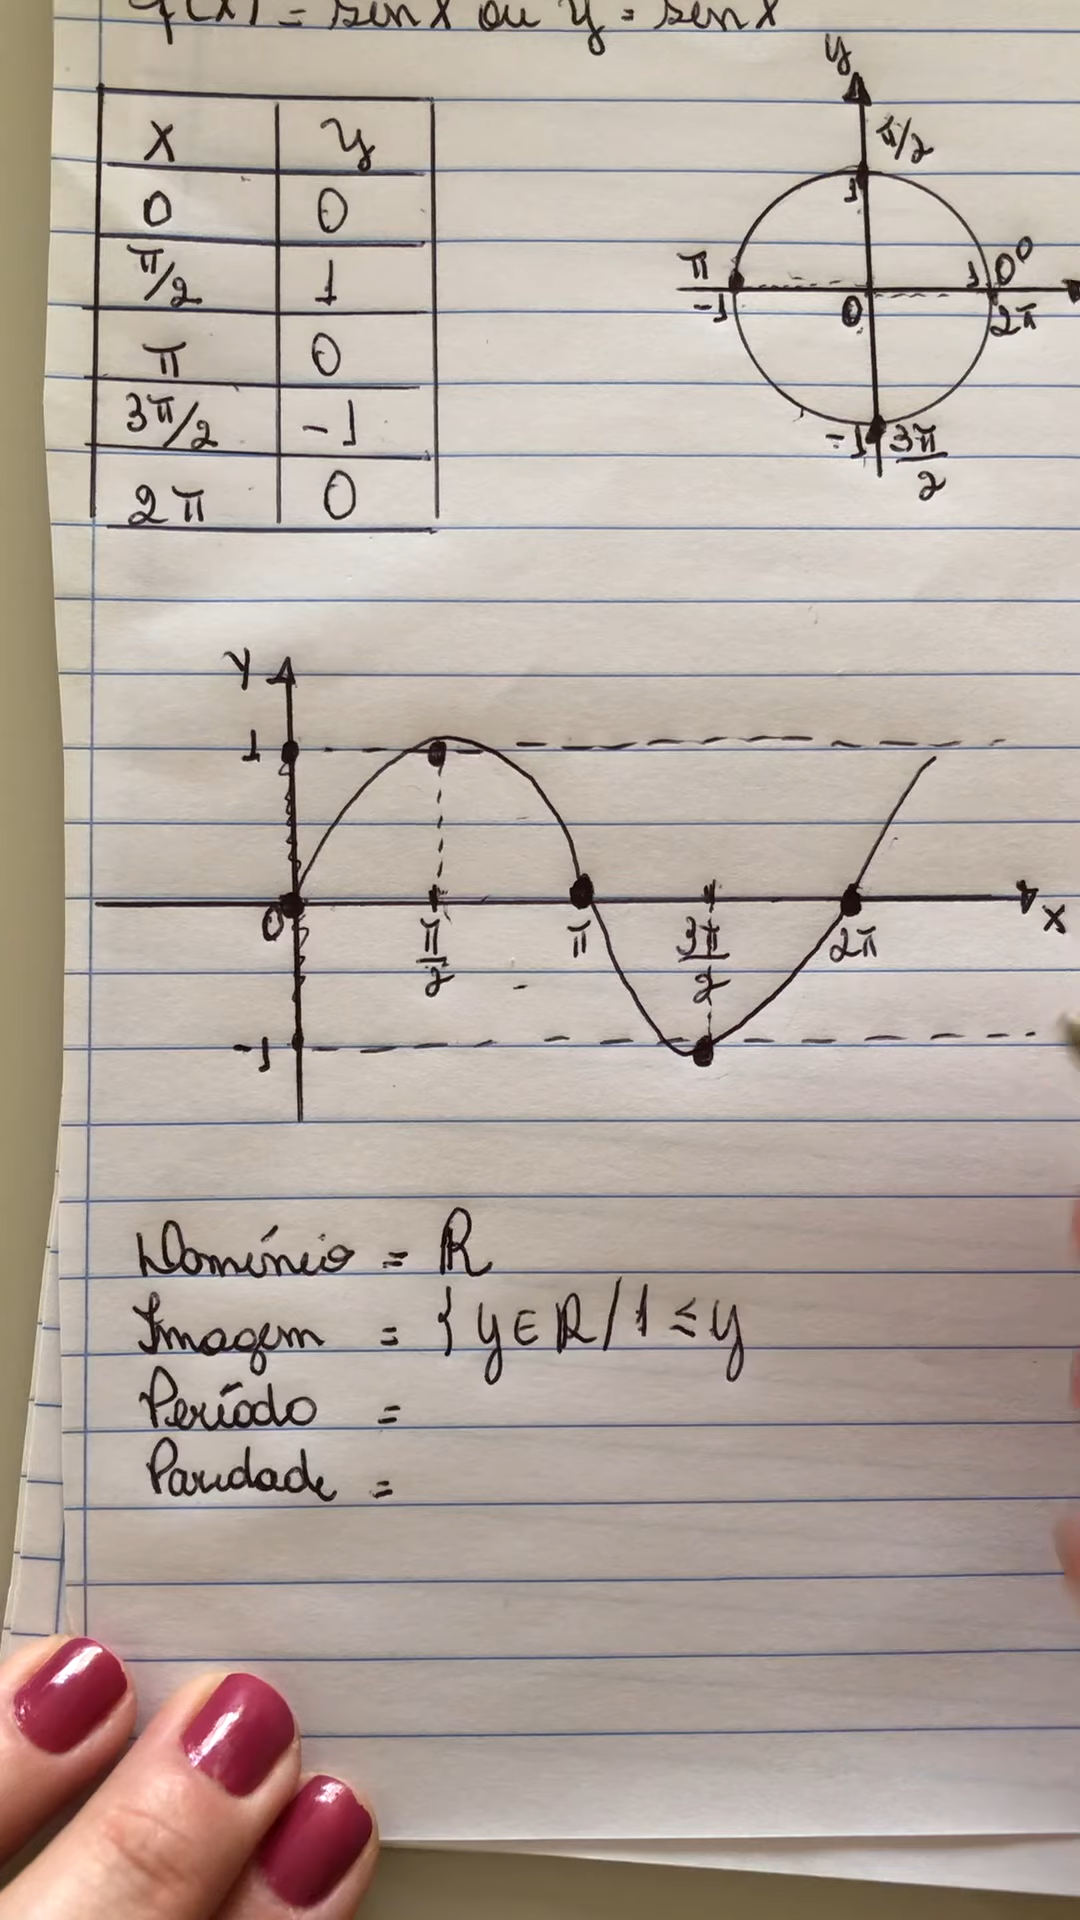 f(x) = sen x ou y = sen x
x y
0 0
π/2 1
π 0
3π/2 -1
2π 0
y
π/2
1
π 1 0°
-1 0 2π
-1 3π/2
y
1
0 π/2 π 3π/2 2π x
-1
Domínio = R
Imagem = { y ∈ R / 1 ≤ y
Período =
Paridade =